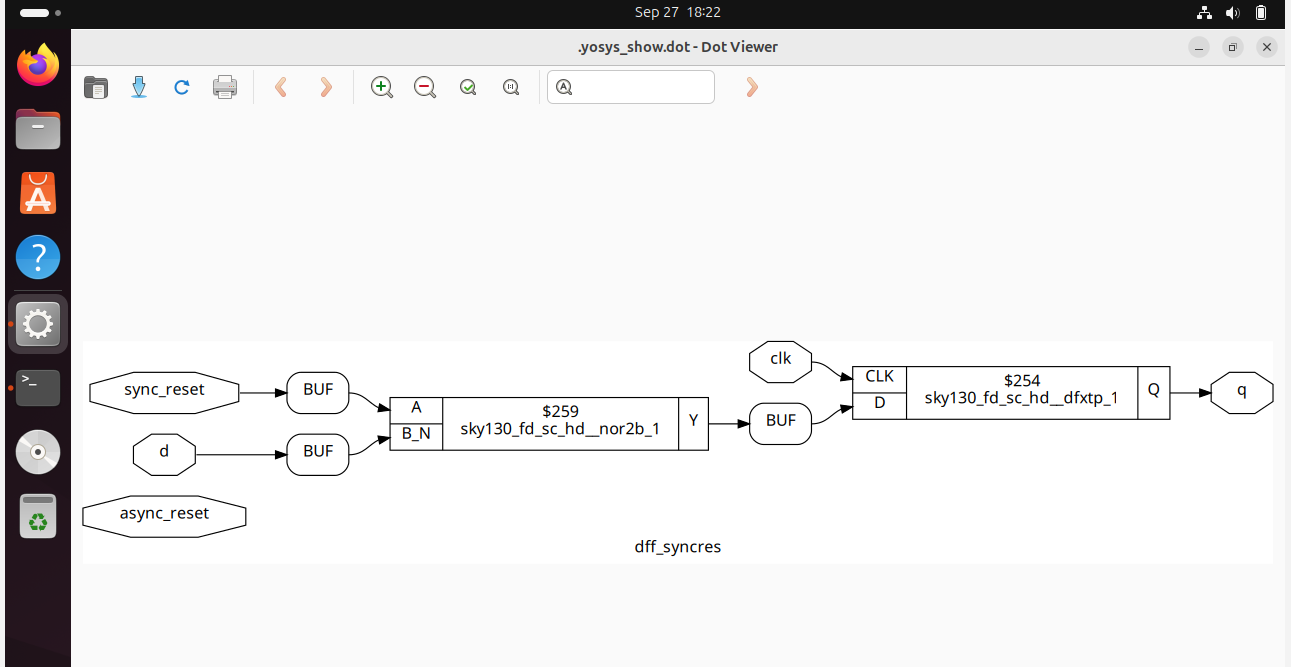 Sep 27 18:22
.yosys_show.dot - Dot Viewer
clk
sync_reset
BUF
A
B_N
$259
sky130_fd_sc_hd__nor2b_1
Y
BUF
CLK
D
$254
sky130_fd_sc_hd__dfxtp_1
Q
q
d
BUF
async_reset
dff_syncres